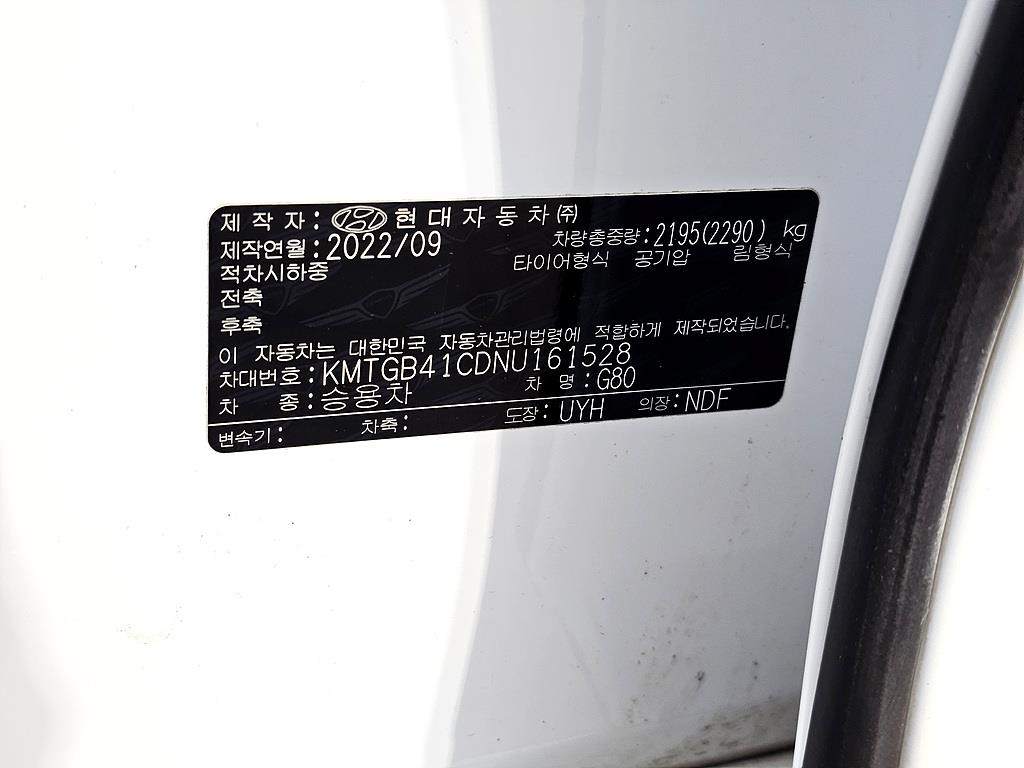 제 작 자 : 현 대 자 동 차 ㈜
제작연월 : 2022/09 차량총중량 : 2195(2290) kg
적차시하중 타이어형식 공기압 림형식
전축
후축
이 자동차는 대한민국 자동차관리법령에 적합하게 제작되었습니다.
차대번호 : KMTGB41CDNU161528
차 종 : 승용차 차 명 : G80
변속기 : 차축 : 도장 : UYH 의장 : NDF